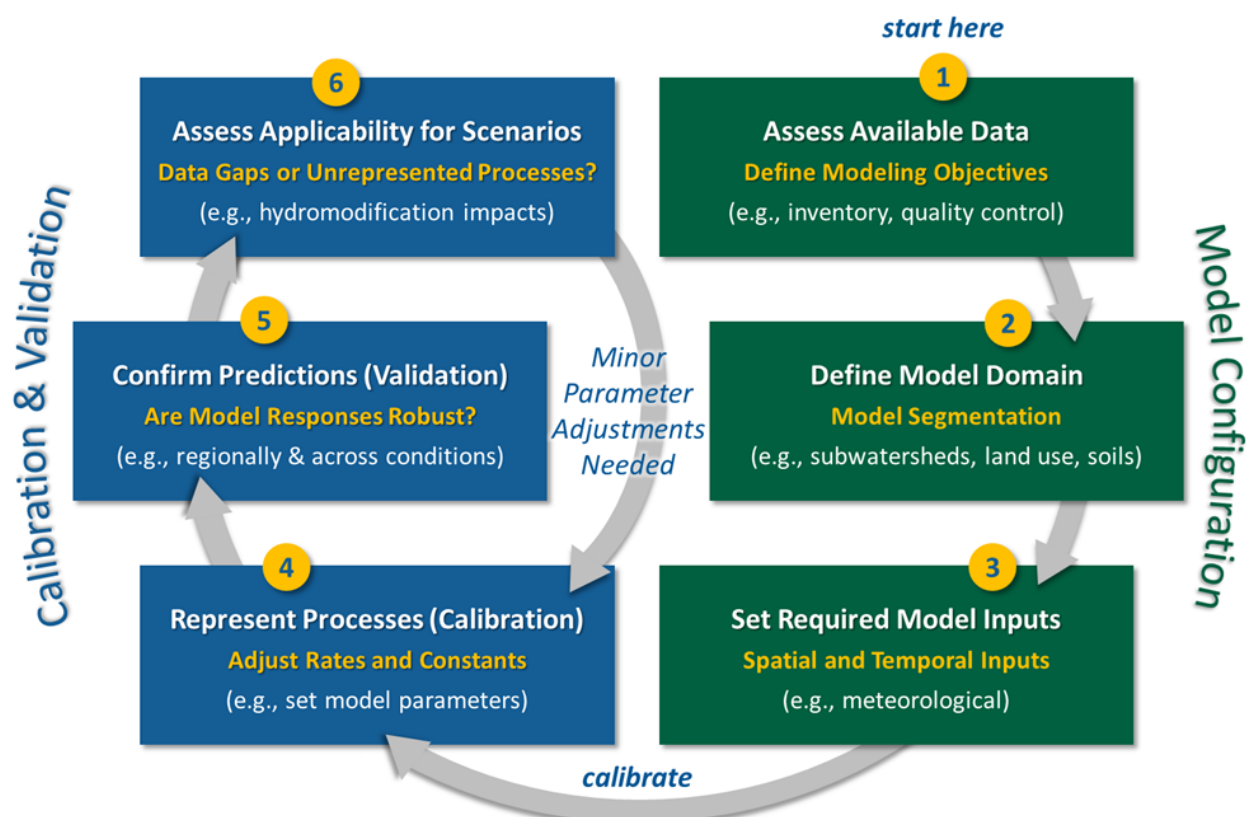 start here
1
Assess Available Data
Define Modeling Objectives
(e.g., inventory, quality control)
2
Define Model Domain
Model Segmentation
(e.g., subwatersheds, land use, soils)
3
Set Required Model Inputs
Spatial and Temporal Inputs
(e.g., meteorological)
Model Configuration
calibrate
4
Represent Processes (Calibration)
Adjust Rates and Constants
(e.g., set model parameters)
5
Confirm Predictions (Validation)
Are Model Responses Robust?
(e.g., regionally & across conditions)
6
Assess Applicability for Scenarios
Data Gaps or Unrepresented Processes?
(e.g., hydromodification impacts)
Minor
Parameter
Adjustments
Needed
Calibration & Validation